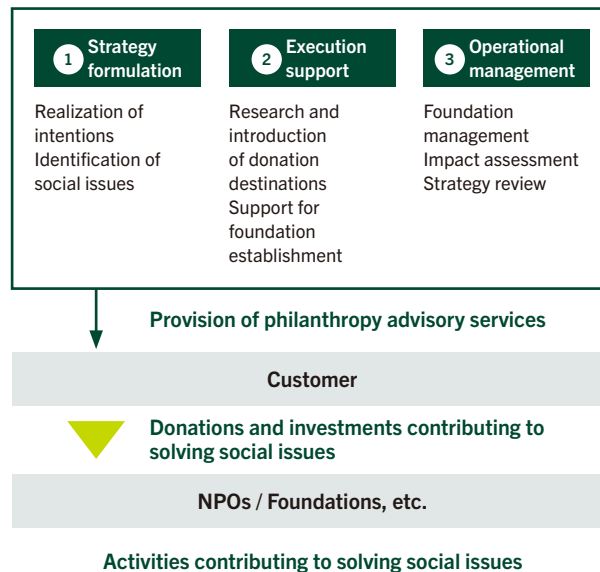 1 Strategy
formulation
Realization of
intentions
Identification of
social issues
2 Execution
support
Research and
introduction
of donation
destinations
Support for
foundation
establishment
3 Operational
management
Foundation
management
Impact assessment
Strategy review
Provision of philanthropy advisory services
Customer
Donations and investments contributing to
solving social issues
NPOs / Foundations, etc.
Activities contributing to solving social issues